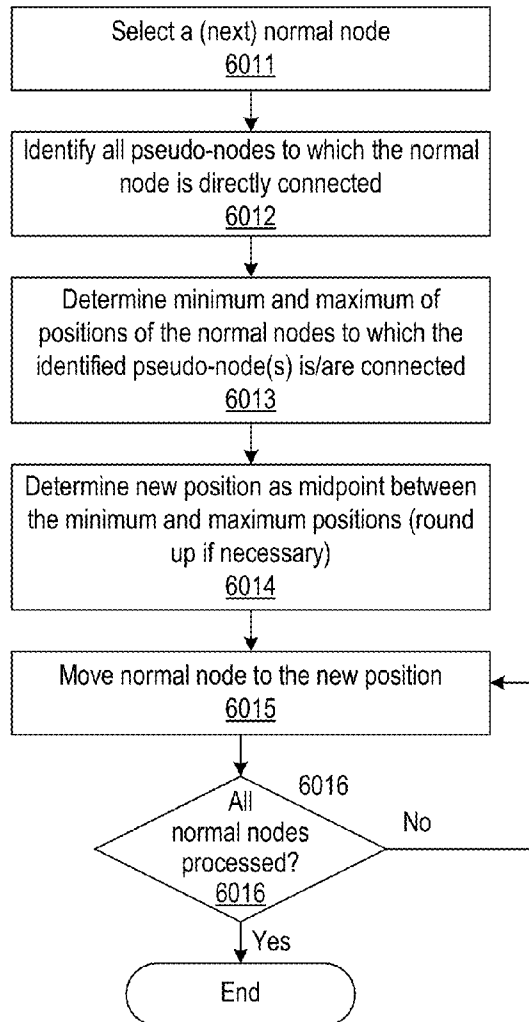 Select a (next) normal node
6011
Identify all pseudo-nodes to which the normal
node is directly connected
6012
Determine minimum and maximum of
positions of the normal nodes to which the
identified pseudo-node(s) is/are connected
6013
Determine new position as midpoint between
the minimum and maximum positions (round
up if necessary)
6014
Move normal node to the new position
6015
6016
All
normal nodes
processed?
6016
No
Yes
End